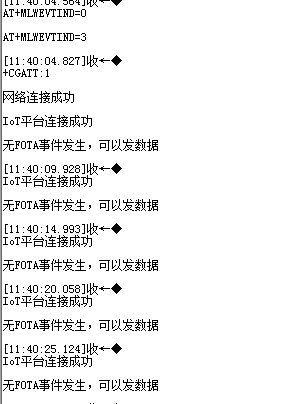 [11:40:04.564]收←◆
AT+MLWEVTIND=0
AT+MLWEVTIND=3
[11:40:04.827]收←◆
+CGATT:1
网络连接成功
IoT平台连接成功
无FOTA事件发生，可以发数据
[11:40:09.928]收←◆
IoT平台连接成功
无FOTA事件发生，可以发数据
[11:40:14.993]收←◆
IoT平台连接成功
无FOTA事件发生，可以发数据
[11:40:20.058]收←◆
IoT平台连接成功
无FOTA事件发生，可以发数据
[11:40:25.124]收←◆
IoT平台连接成功
无FOTA事件发生，可以发数据